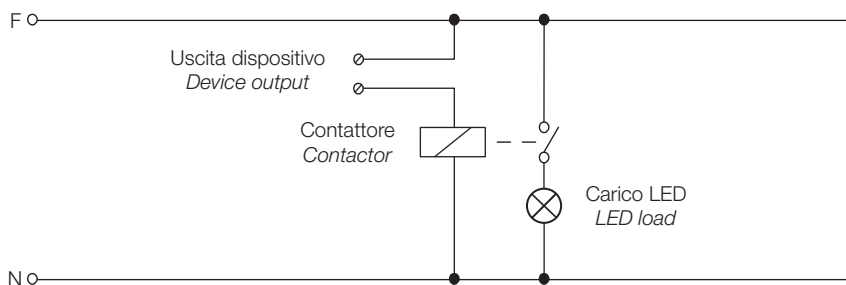 F
Uscita dispositivo
Device output
Contattore
Contactor
Carico LED
LED load
N